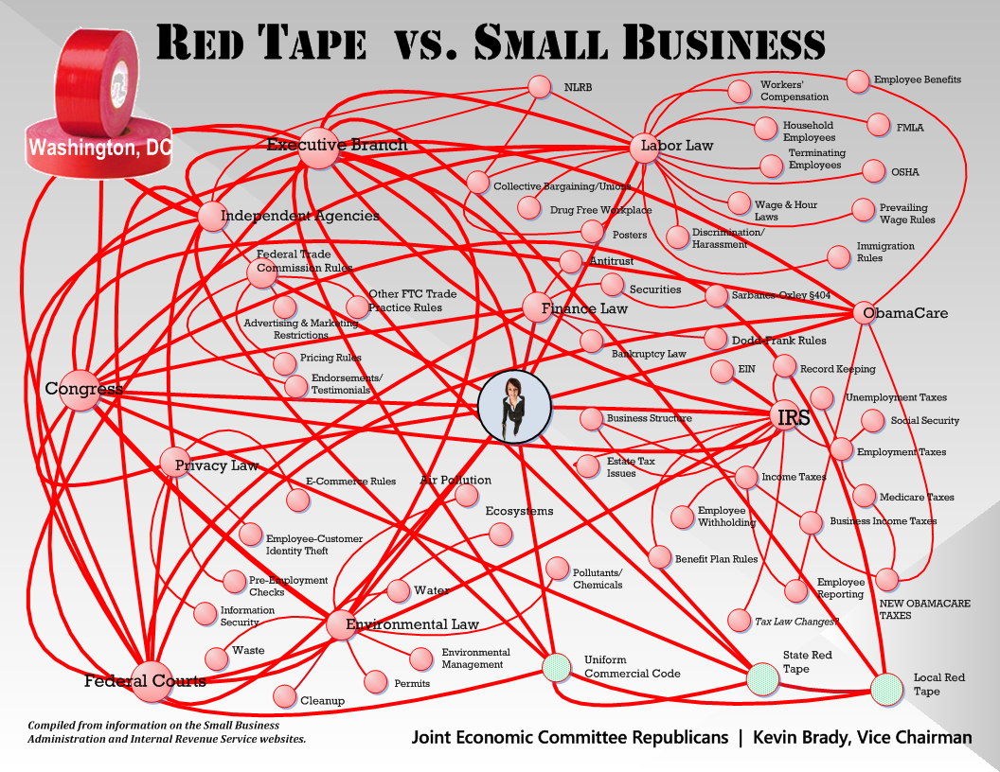 RED TAPE VS. SMALL BUSINESS
Washington, DC
NLRB
Workers'
Compensation
Employee Benefits
Household
Employees
FMLA
Executive Branch
Labor Law
Terminating
Employees
OSHA
Collective Bargaining/Unions
Drug Free Workplace
Wage & Hour
Laws
Prevailing
Wage Rules
Independent Agencies
Posters
Discrimination/
Harassment
Immigration
Rules
Federal Trade
Commission Rules
Antitrust
Securities
Sarbanes-Oxley §404
Other FTC Trade
Practice Rules
Finance Law
ObamaCare
Advertising & Marketing
Restrictions
Dodd-Frank Rules
Bankruptcy Law
Pricing Rules
EIN
Record Keeping
Endorsements/
Testimonials
Congress
Unemployment Taxes
IRS
Business Structure
Social Security
Employment Taxes
Privacy Law
Estate Tax
Issues
Income Taxes
E-Commerce Rules
Air Pollution
Medicare Taxes
Ecosystems
Employee
Withholding
Business Income Taxes
Employee-Customer
Identity Theft
Benefit Plan Rules
Pre-Employment
Checks
Pollutants/
Chemicals
Water
Employee
Reporting
NEW OBAMACARE
TAXES
Information
Security
Environmental Law
Tax Law Changes?
Waste
Environmental
Management
Uniform
Commercial Code
State Red
Tape
Federal Courts
Permits
Local Red
Tape
Cleanup
Compiled from information on the Small Business
Administration and Internal Revenue Service websites.
Joint Economic Committee Republicans | Kevin Brady, Vice Chairman